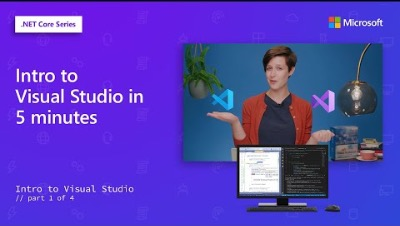 .NET Core Series
Microsoft
Intro to
Visual Studio in
5 minutes
Intro to Visual Studio
// part 1 of 4